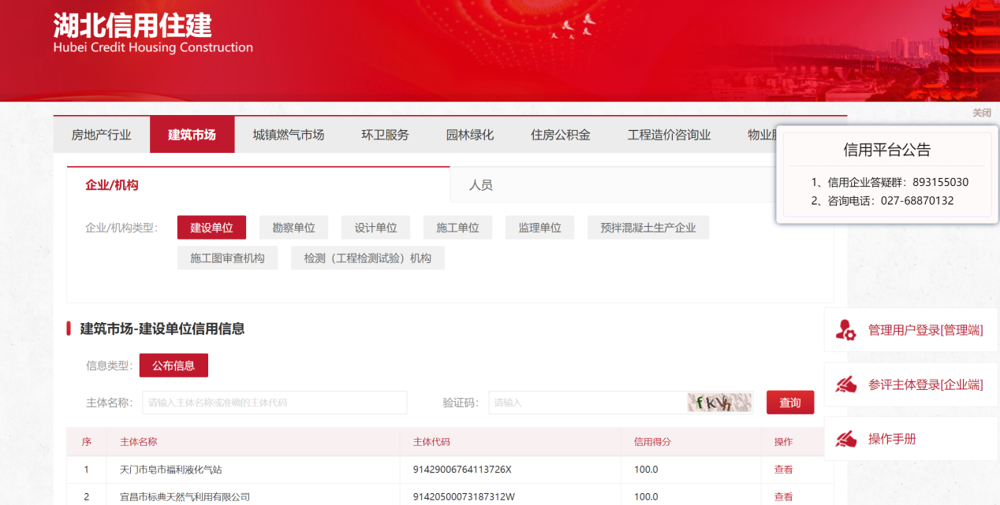 湖北信用住建
Hubei Credit Housing Construction
关闭
房地产行业 建筑市场 城镇燃气市场 环卫服务 园林绿化 住房公积金 工程造价咨询业 物业
信用平台公告
1、信用企业答疑群：893155030
2、咨询电话：027-68870132
企业/机构 人员
企业/机构类型： 建设单位 勘察单位 设计单位 施工单位 监理单位 预拌混凝土生产企业
施工图审查机构 检测（工程检测试验）机构
建筑市场-建设单位信用信息
管理用户登录[管理端]
信息类型： 公布信息
参评主体登录[企业端]
主体名称： 请输入主体名称或准确的主体代码 验证码： 请输入 fkVh 查询
操作手册
序 主体名称 主体代码 信用得分 操作
1 天门市皂市福利液化气站 91429006764113726X 100.0 查看
2 宜昌市标典天然气利用有限公司 91420500073187312W 100.0 查看